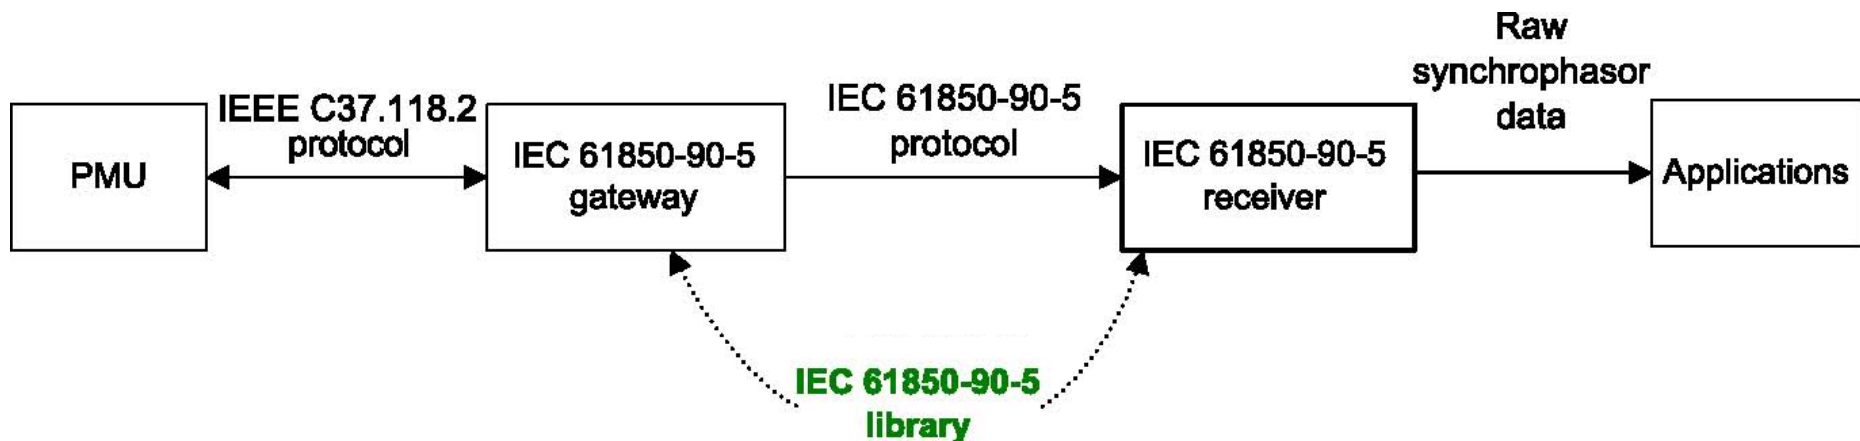 PMU
IEEE C37.118.2
protocol
IEC 61850-90-5
gateway
IEC 61850-90-5
protocol
IEC 61850-90-5
receiver
Raw
synchrophasor
data
Applications
IEC 61850-90-5
library